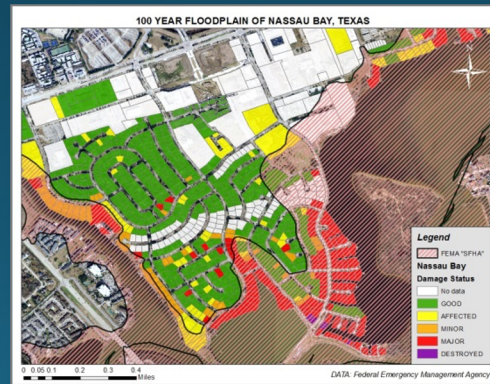 100 YEAR FLOODPLAIN OF NASSAU BAY, TEXAS
Legend
FEMA "SFHA"
Nassau Bay
Damage Status
No data
GOOD
AFFECTED
MINOR
MAJOR
DESTROYED
0 0.05 0.1 0.2 0.3 0.4
Miles
DATA: Federal Emergency Management Agency